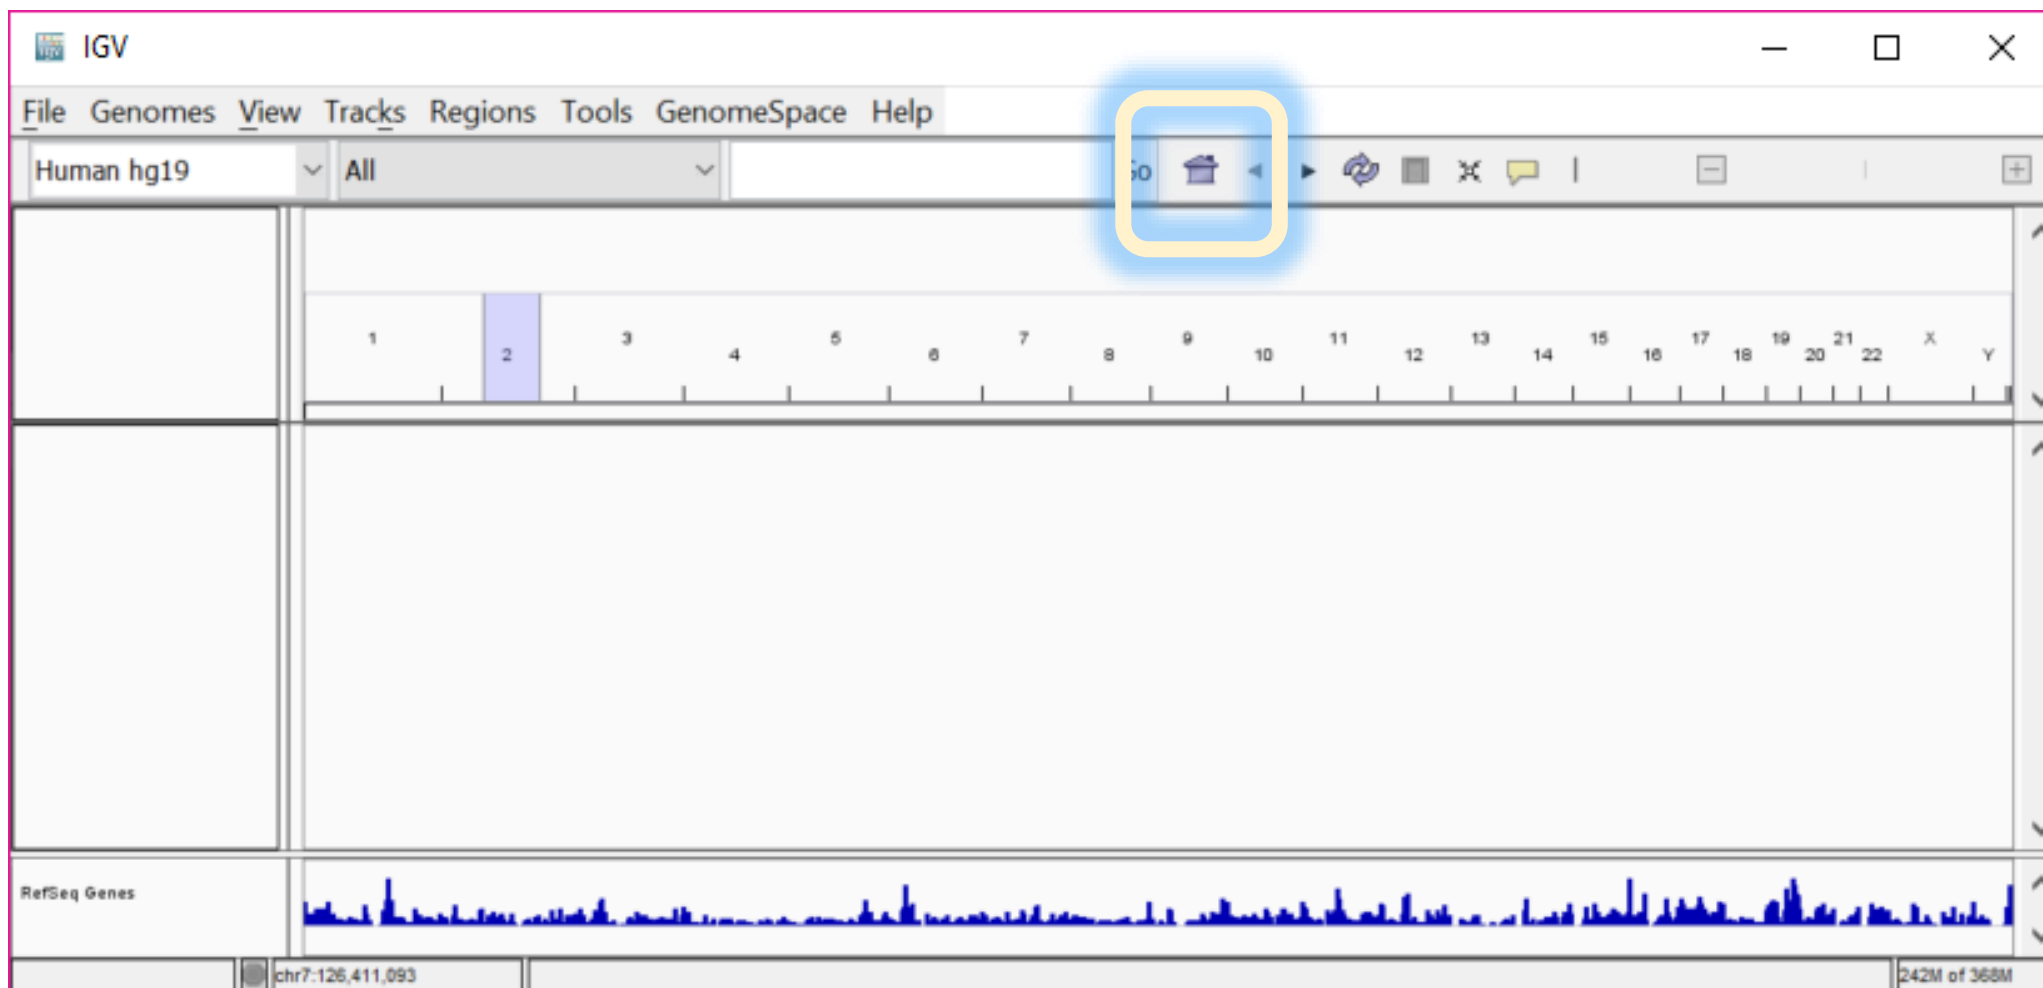 IGV
File Genomes View Tracks Regions Tools GenomeSpace Help
Human hg19 All Go
1 2 3 4 5 6 7 8 9 10 11 12 13 14 15 16 17 18 19 20 21 22 X Y
RefSeq Genes
chr7:126,411,093 242M of 368M